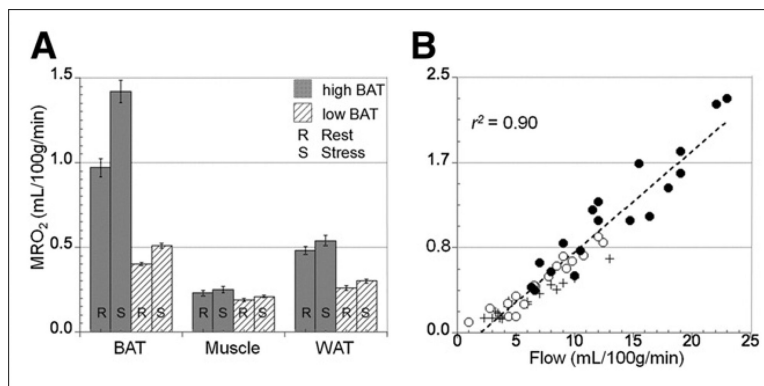 A
MRO₂ (mL/100g/min)
1.5
1.0
0.5
0.0
high BAT
low BAT
R Rest
S Stress
R S R S
R S R S
R S R S
BAT Muscle WAT
B
2.5
1.7
0.8
0.0
r² = 0.90
0 5 10 15 20 25
Flow (mL/100g/min)